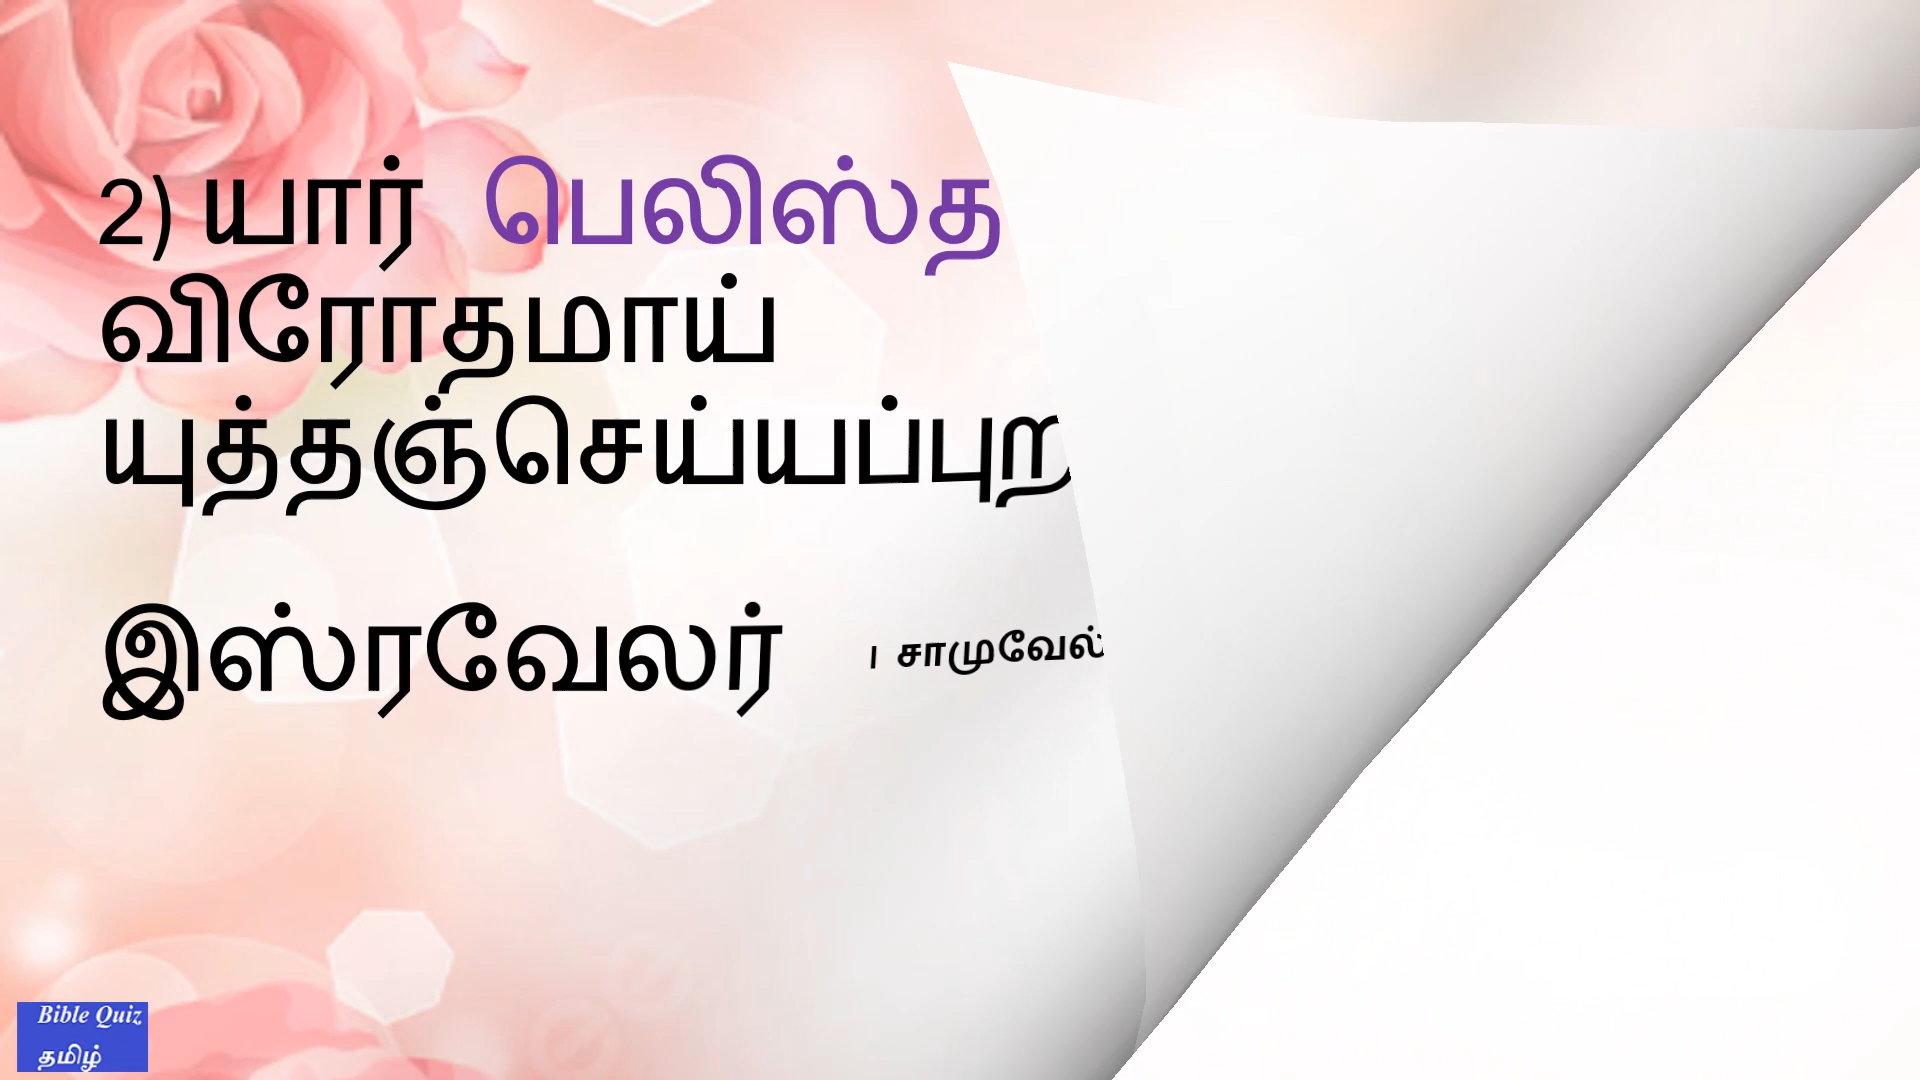 2) யார் பெலிஸ்த
விரோதமாய்
யுத்தஞ்செய்யப்புற
இஸ்ரவேலர் I சாமுவேல்
Bible Quiz
தமிழ்